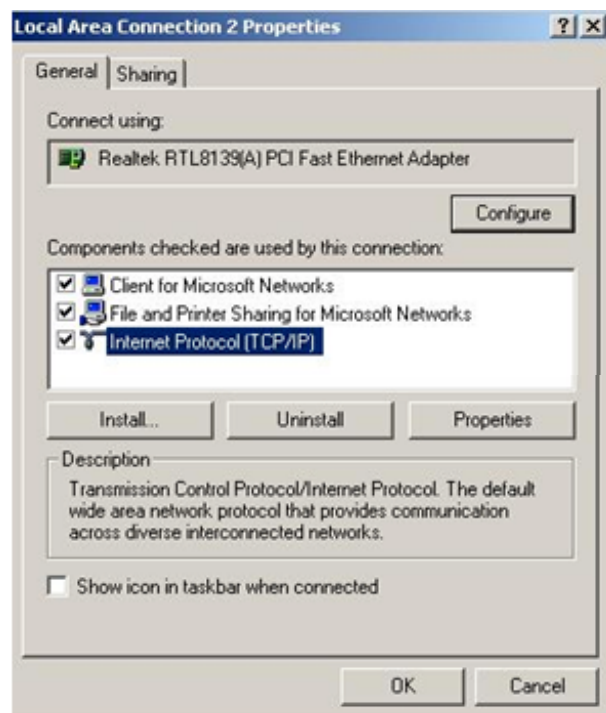 Local Area Connection 2 Properties
General
Sharing
Connect using:
Realtek RTL8139(A) PCI Fast Ethernet Adapter
Configure
Components checked are used by this connection:
Client for Microsoft Networks
File and Printer Sharing for Microsoft Networks
Internet Protocol (TCP/IP)
Install...
Uninstall
Properties
Description
Transmission Control Protocol/Internet Protocol. The default
wide area network protocol that provides communication
across diverse interconnected networks.
Show icon in taskbar when connected
OK
Cancel